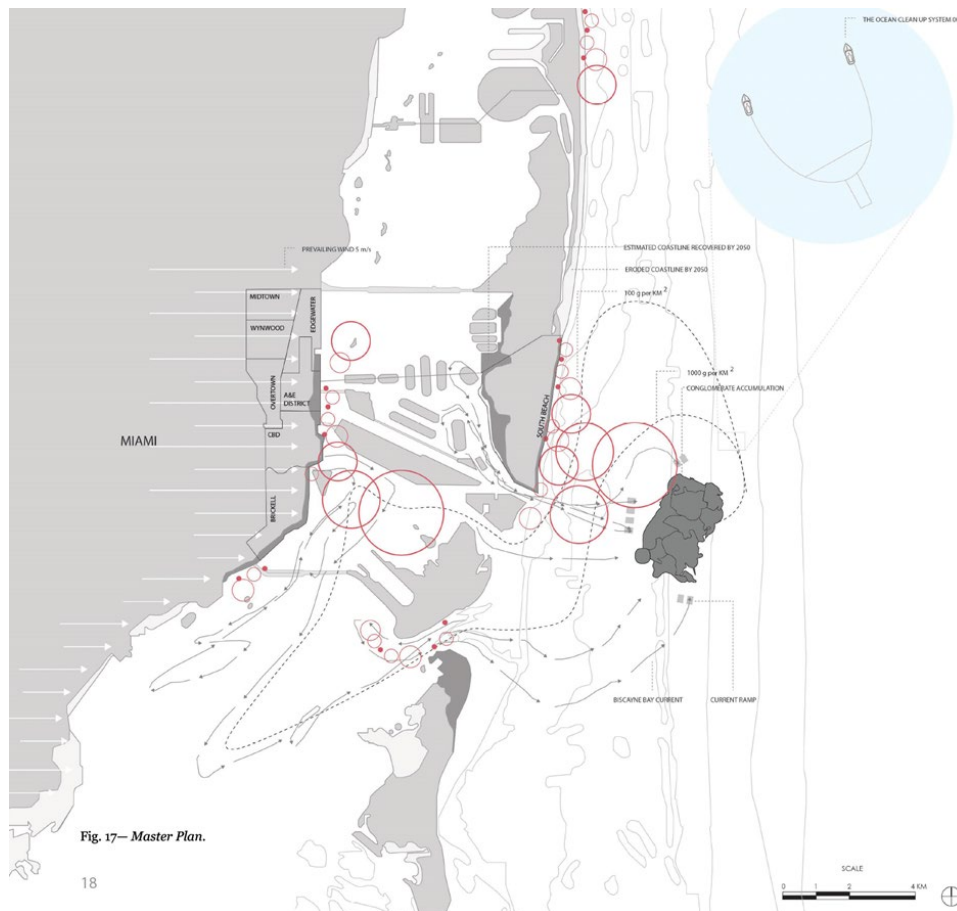 THE OCEAN CLEAN UP SYSTEM
PREVAILING WIND: 5 m/s
ESTIMATED COASTLINE RECOVERED BY 2050
ERODED COASTLINE BY 2050
100 g per KM 2
MIDTOWN
WYNWOOD
EDGEWATER
OVERTOWN
A&E
DISTRICT
CBD
MIAMI
BRICKELL
SOUTH BEACH
1000 g per KM 2
CONGLOMERATE ACCUMULATION
BISCAYNE BAY CURRENT
CURRENT RAMP
Fig. 17— Master Plan.
18
SCALE
0 1 2 4 KM